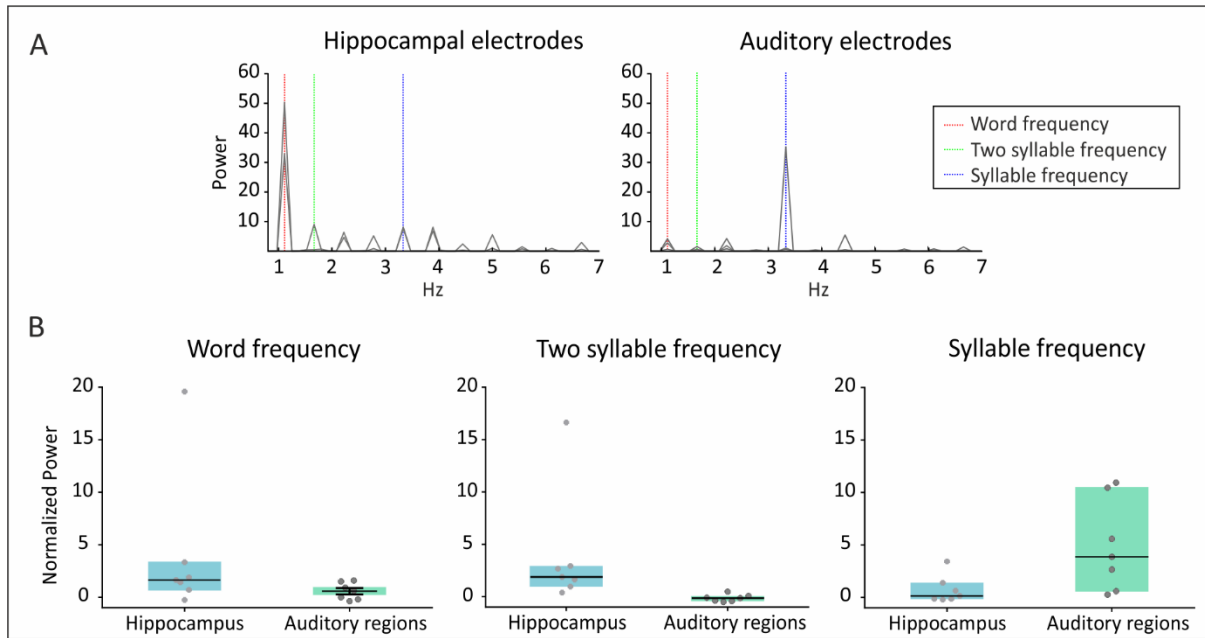 A
Hippocampal electrodes
Auditory electrodes
Power
60
50
40
30
20
10
1 2 3 4 5 6 7
Hz
60
50
40
30
20
10
1 2 3 4 5 6 7
Hz
Word frequency
Two syllable frequency
Syllable frequency
B
Word frequency
Two syllable frequency
Syllable frequency
Normalized Power
20
15
10
5
0
Hippocampus Auditory regions
20
15
10
5
0
Hippocampus Auditory regions
20
15
10
5
0
Hippocampus Auditory regions